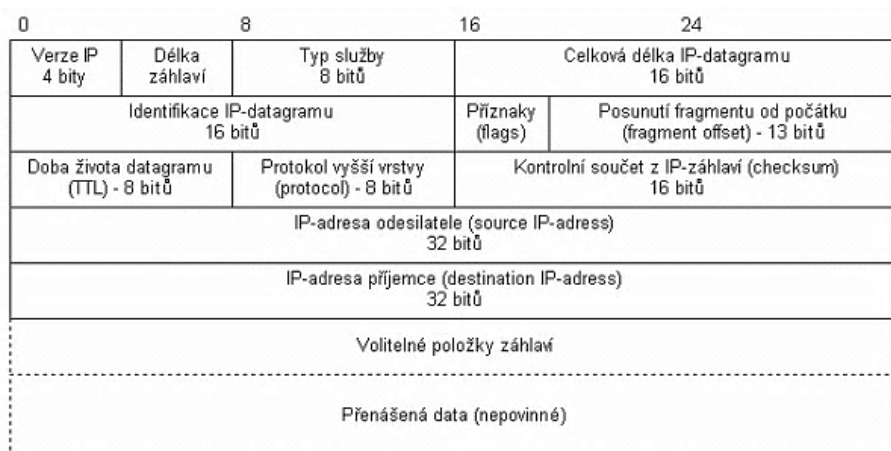 0 8 16 24
Verze IP
4 bity
Délka
záhlaví
Typ služby
8 bitů
Celková délka IP-datagramu
16 bitů
Identifikace IP-datagramu
16 bitů
Příznaky
(flags)
Posunutí fragmentu od počátku
(fragment offset) - 13 bitů
Doba života datagramu
(TTL) - 8 bitů
Protokol vyšší vrstvy
(protocol) - 8 bitů
Kontrolní součet z IP-záhlaví (checksum)
16 bitů
IP-adresa odesilatele (source IP-adress)
32 bitů
IP-adresa příjemce (destination IP-adress)
32 bitů
Volitelné položky záhlaví
Přenášená data (nepovinné)